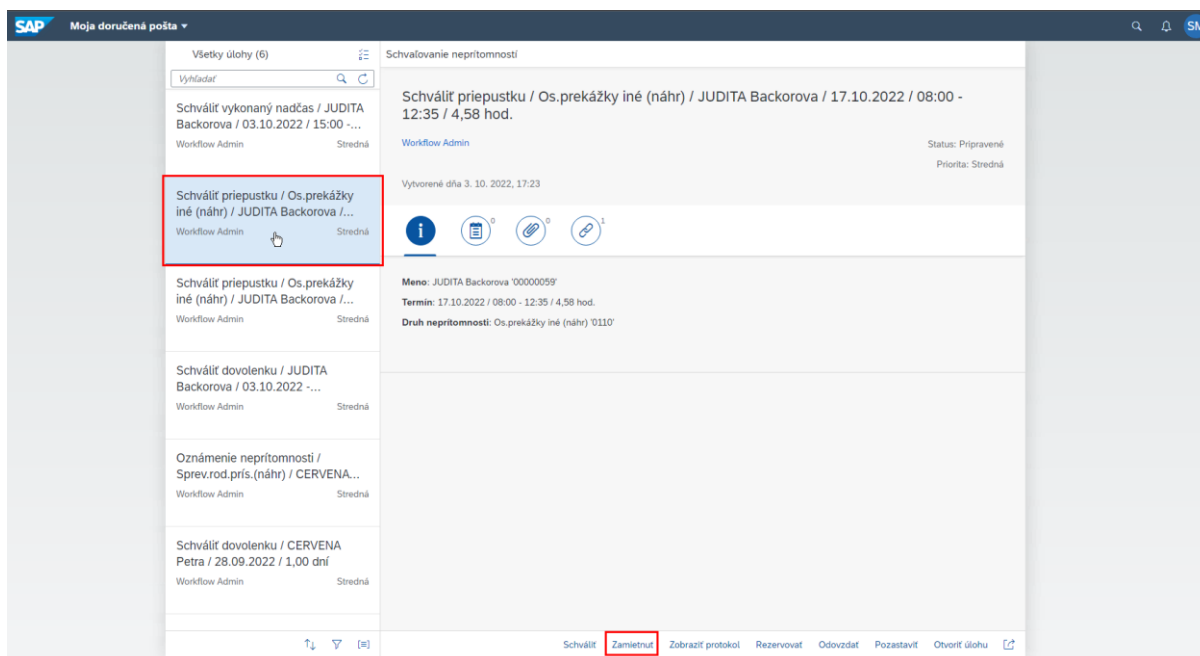 SAP Moja doručená pošta
SM
Všetky úlohy (6)
Vyhľadať
Schváliť vykonaný nadčas / JUDITA
Backorova / 03.10.2022 / 15:00 -...
Workflow Admin Stredná
Schváliť priepustku / Os.prekážky
iné (náhr) / JUDITA Backorova /...
Workflow Admin Stredná
Schváliť priepustku / Os.prekážky
iné (náhr) / JUDITA Backorova /...
Workflow Admin Stredná
Schváliť dovolenku / JUDITA
Backorova / 03.10.2022 -...
Workflow Admin Stredná
Oznámenie neprítomnosti /
Sprev.rod.prís.(náhr) / CERVENA...
Workflow Admin Stredná
Schváliť dovolenku / CERVENA
Petra / 28.09.2022 / 1,00 dní
Workflow Admin Stredná
Schvaľovanie neprítomností
Schváliť priepustku / Os.prekážky iné (náhr) / JUDITA Backorova / 17.10.2022 / 08:00 -
12:35 / 4,58 hod.
Workflow Admin Status: Pripravené
Priorita: Stredná
Vytvorené dňa 3. 10. 2022, 17:23
0 0 1
Meno: JUDITA Backorova '00000059'
Termín: 17.10.2022 / 08:00 - 12:35 / 4,58 hod.
Druh neprítomnosti: Os.prekážky iné (náhr) '0110'
Schváliť Zamietnuť Zobraziť protokol Rezervovať Odovzdať Pozastaviť Otvoriť úlohu